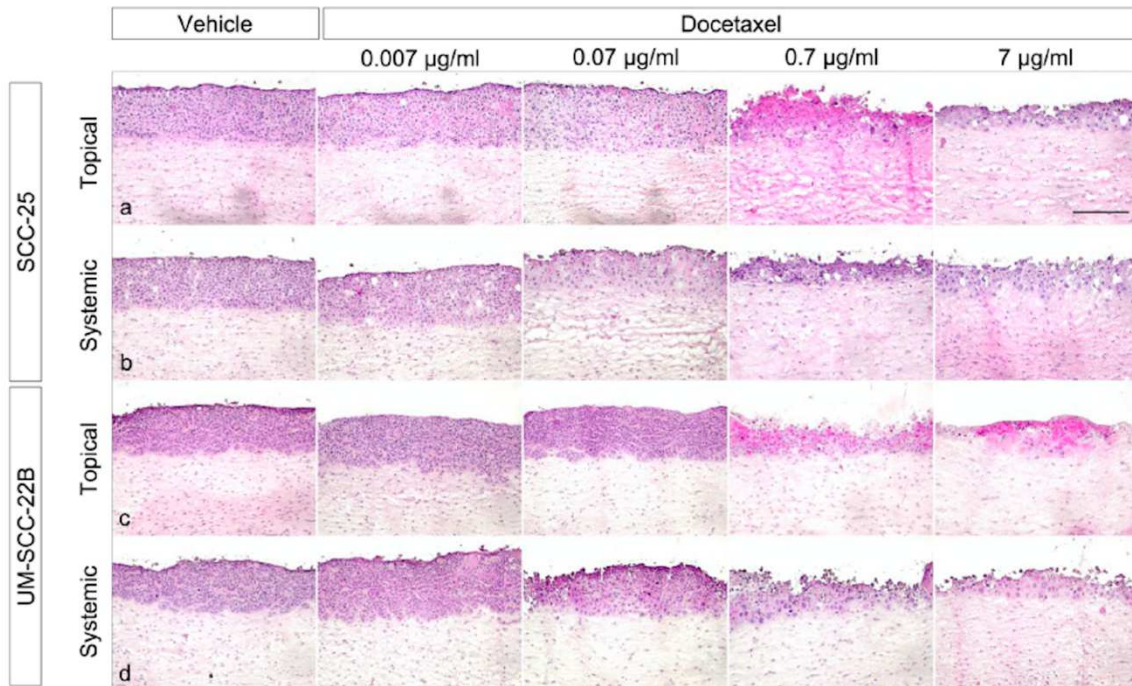 Vehicle
Docetaxel
0.007 µg/ml
0.07 µg/ml
0.7 µg/ml
7 µg/ml
SCC-25
Topical
a
Systemic
b
UM-SCC-22B
Topical
c
Systemic
d